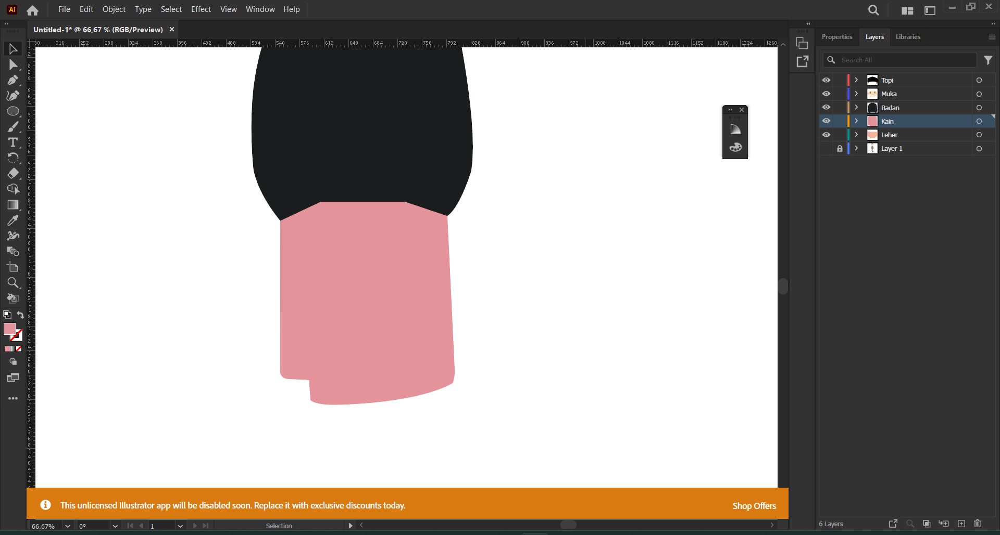 Ai File Edit Object Type Select Effect View Window Help
Untitled-1* @ 66,67 % (RGB/Preview)
216 252 288 324 360 396 432 468 504 540 576 612 648 684 720 756 792 828 864 900 936 972 1008 1044 1080 1116 1152 1188 1224 1260
Properties Layers Libraries
Search All
Topi
Muka
Badan
Kain
Leher
Layer 1
This unlicensed Illustrator app will be disabled soon. Replace it with exclusive discounts today.
Shop Offers
66,67% 0° 1 Selection
6 Layers